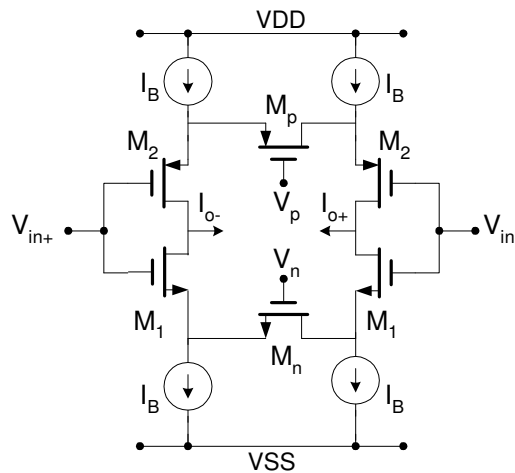 VDD
I_B
I_B
M_p
M_2
M_2
V_p
I_o-
I_o+
V_in+
V_in
V_n
M_1
M_1
M_n
I_B
I_B
VSS